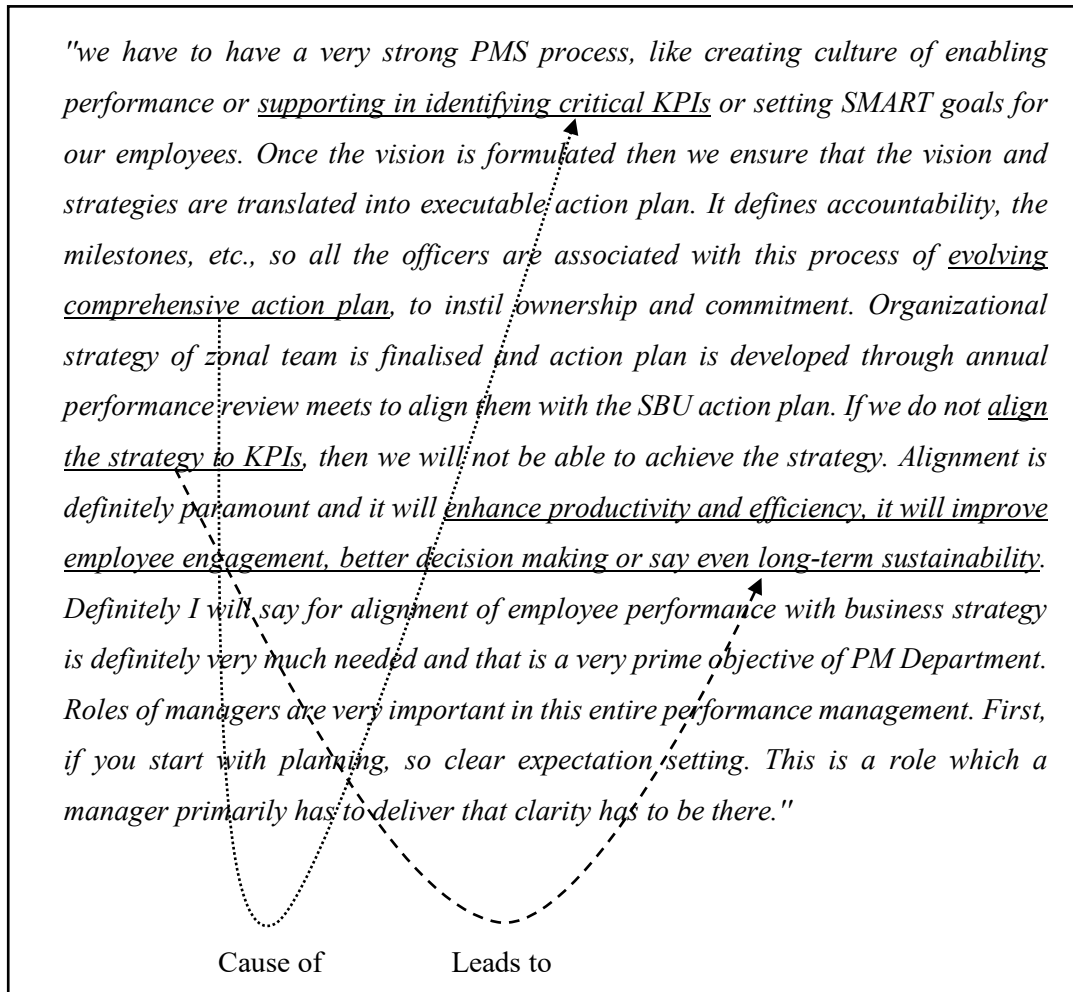 "we have to have a very strong PMS process, like creating culture of enabling
performance or supporting in identifying critical KPIs or setting SMART goals for
our employees. Once the vision is formulated then we ensure that the vision and
strategies are translated into executable action plan. It defines accountability, the
milestones, etc., so all the officers are associated with this process of evolving
comprehensive action plan, to instil ownership and commitment. Organizational
strategy of zonal team is finalised and action plan is developed through annual
performance review meets to align them with the SBU action plan. If we do not align
the strategy to KPIs, then we will not be able to achieve the strategy. Alignment is
definitely paramount and it will enhance productivity and efficiency, it will improve
employee engagement, better decision making or say even long-term sustainability.
Definitely I will say for alignment of employee performance with business strategy
is definitely very much needed and that is a very prime objective of PM Department.
Roles of managers are very important in this entire performance management. First,
if you start with planning, so clear expectation setting. This is a role which a
manager primarily has to deliver that clarity has to be there."
Cause of Leads to